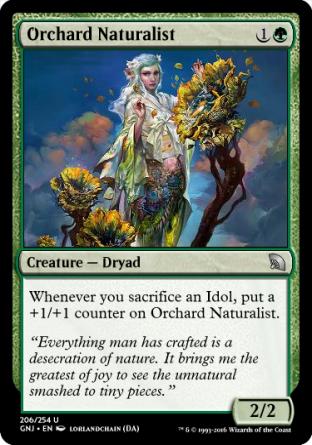 Orchard Naturalist 1
Creature — Dryad
Whenever you sacrifice an Idol, put a
+1/+1 counter on Orchard Naturalist.
“Everything man has crafted is a
desecration of nature. It brings me the
greatest of joy to see the unnatural
smashed to tiny pieces.”
2/2
206/254 U
GNJ • EN LORLANDCHAIN (DA)
™ & © 1993-2016 Wizards of the Coast